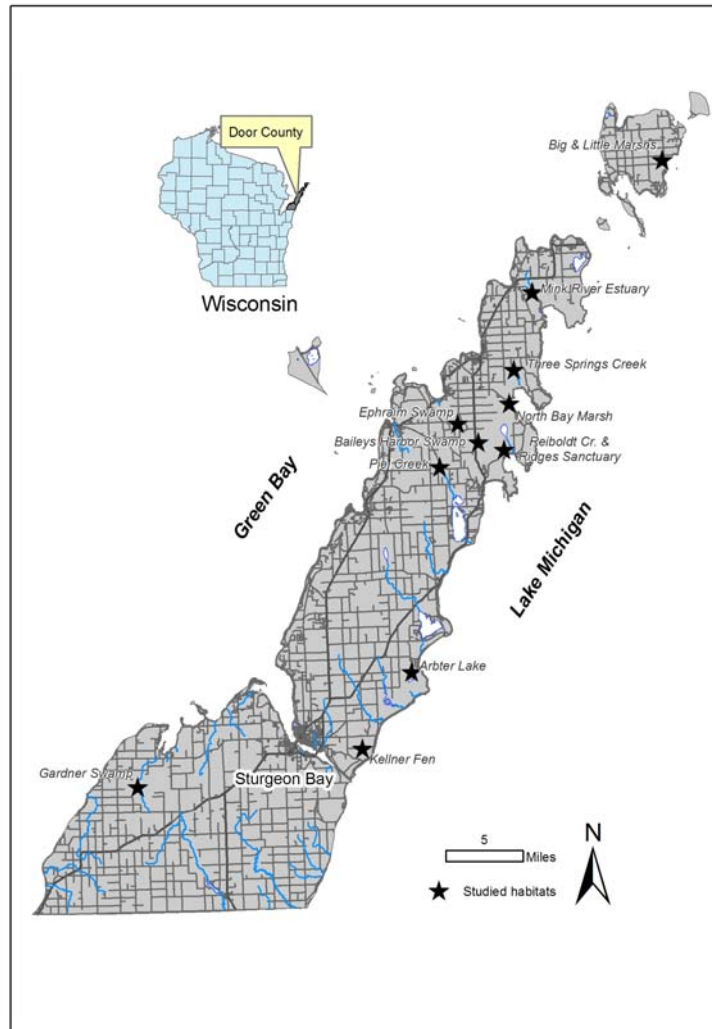 Door County
Wisconsin
Big & Little Marshs
Mink River Estuary
Three Springs Creek
North Bay Marsh
Ephraim Swamp
Baileys Harbor Swamp
Reiboldt Cr. &
Ridges Sanctuary
Piel Creek
Green Bay
Lake Michigan
Arbter Lake
Kellner Fen
Gardner Swamp
Sturgeon Bay
5
Miles
N
Studied habitats